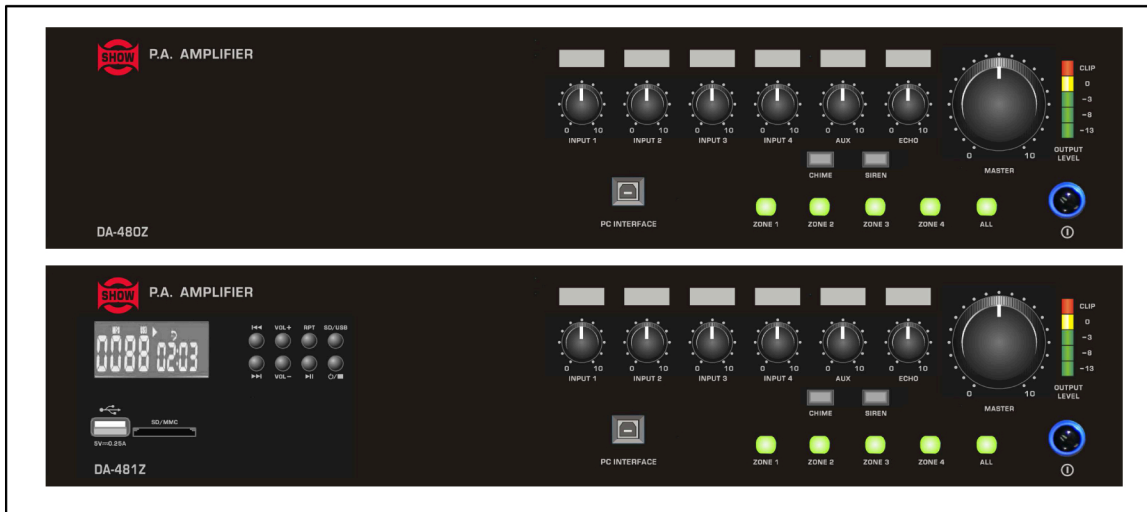 SHOW
P.A. AMPLIFIER
0 10 0 10 0 10 0 10 0 10 0 10
INPUT 1 INPUT 2 INPUT 3 INPUT 4 AUX ECHO
0 10
MASTER
CLIP
0
-3
-8
-13
OUTPUT
LEVEL
CHIME SIREN
PC INTERFACE
ZONE 1 ZONE 2 ZONE 3 ZONE 4 ALL
DA-480Z
SHOW
P.A. AMPLIFIER
0088 02:03
VOL+ RPT SD/USB
VOL-
SD/MMC
5V⎓0.25A
DA-481Z
0 10 0 10 0 10 0 10 0 10 0 10
INPUT 1 INPUT 2 INPUT 3 INPUT 4 AUX ECHO
0 10
MASTER
CLIP
0
-3
-8
-13
OUTPUT
LEVEL
CHIME SIREN
PC INTERFACE
ZONE 1 ZONE 2 ZONE 3 ZONE 4 ALL